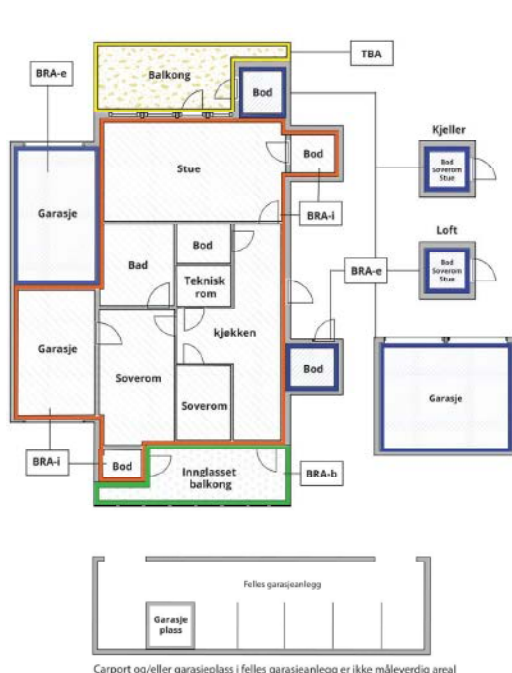 TBA
Balkong
BRA-e
Bod
Kjeller
Stue
Bod
Bod
Soverom
Stue
Garasje
BRA-i
Loft
Bod
Bad
Teknisk
rom
BRA-e
Bod
Soverom
Stue
kjøkken
Garasje
Soverom
Bod
Garasje
Soverom
BRA-i
Bod
Innglasset
balkong
BRA-b
Felles garasjeanlegg
Garasje
plass
Carport og/eller garasjeplass i felles garasjeanlegg er ikke måleverdig areal